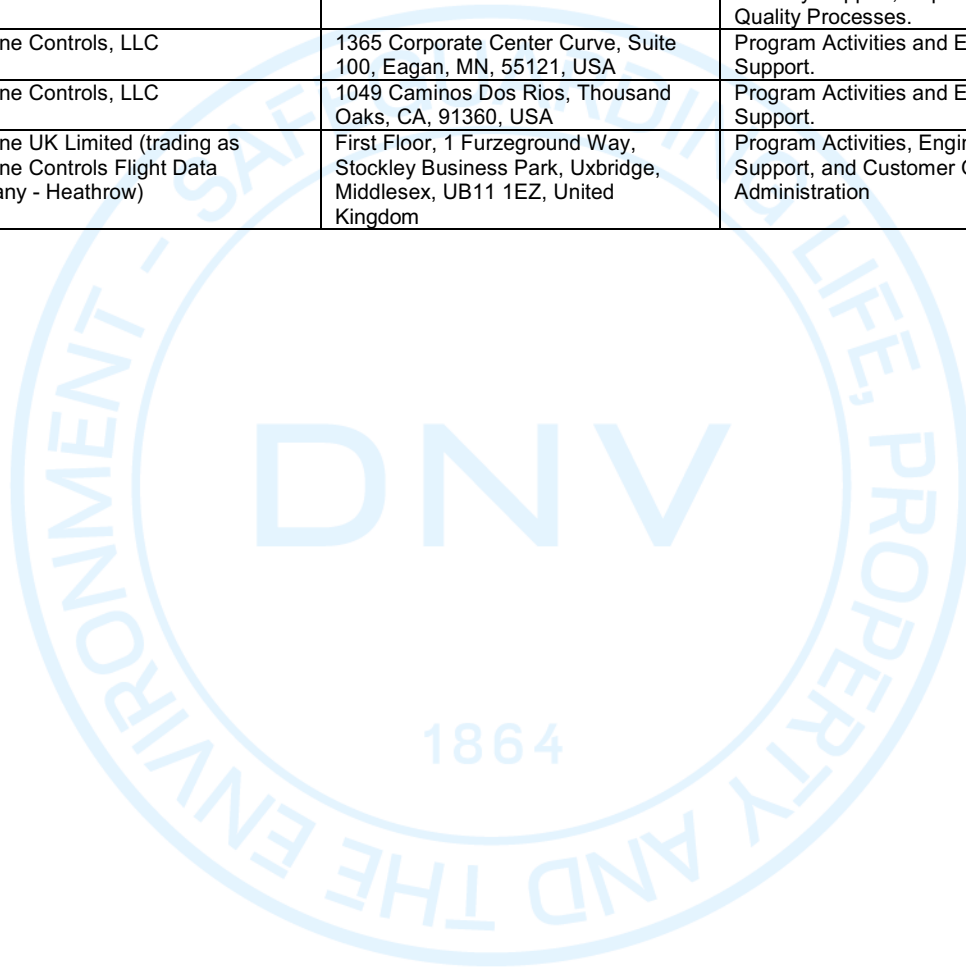 Quality Processes.
ne Controls, LLC
1365 Corporate Center Curve, Suite
100, Eagan, MN, 55121, USA
Program Activities and E
Support.
ne Controls, LLC
1049 Caminos Dos Rios, Thousand
Oaks, CA, 91360, USA
Program Activities and E
Support.
ne UK Limited (trading as
ne Controls Flight Data
any - Heathrow)
First Floor, 1 Furzeground Way,
Stockley Business Park, Uxbridge,
Middlesex, UB11 1EZ, United
Kingdom
Program Activities, Engin
Support, and Customer
Administration
SAFEGUARDING LIFE, PROPERTY AND THE ENVIRONMENT -
DNV
1864